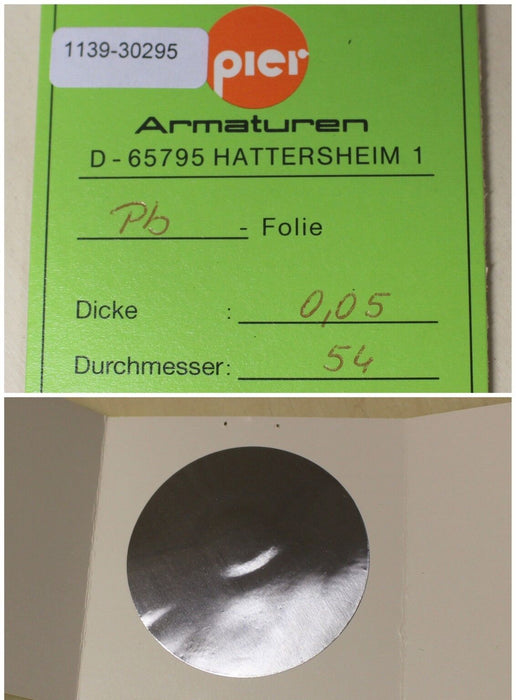 1139-30295
pier
Armaturen
D-65795 HATTERSHEIM 1
Pb - Folie
Dicke : 0,05
Durchmesser: 54